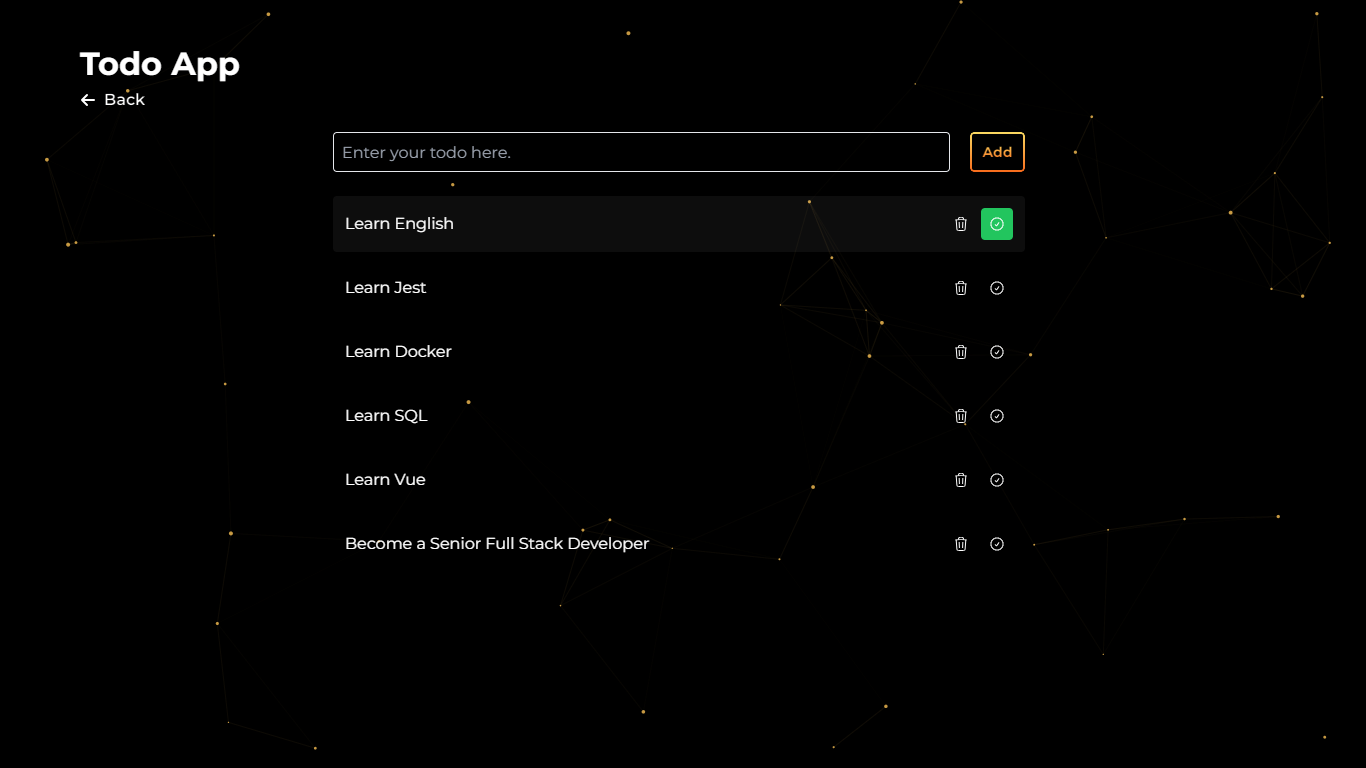 Todo App
Back
Enter your todo here.
Add
Learn English
Learn Jest
Learn Docker
Learn SQL
Learn Vue
Become a Senior Full Stack Developer